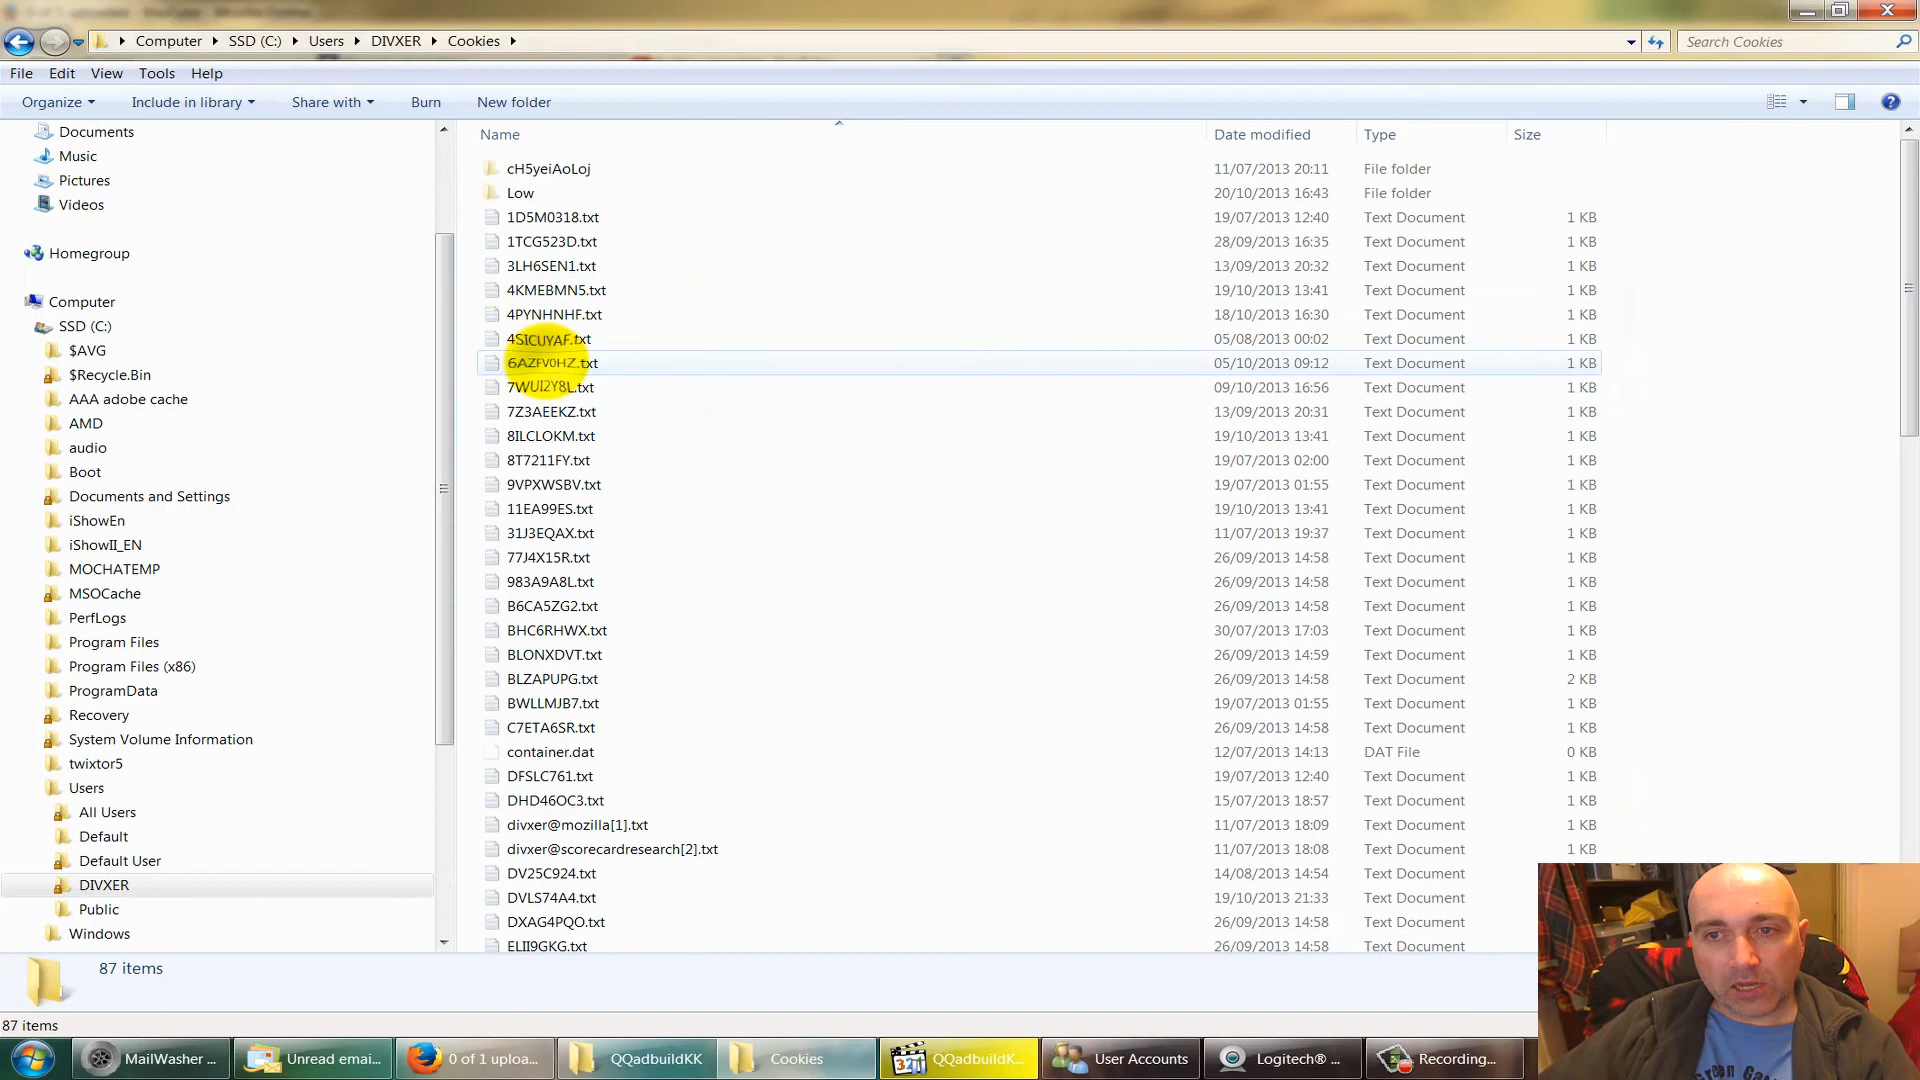 Computer SSD (C:) Users DIVXER Cookies
Search Cookies
File Edit View Tools Help
Organize Include in library Share with Burn New folder
Documents
Music
Pictures
Videos
Homegroup
Computer
SSD (C:)
$AVG
$Recycle.Bin
AAA adobe cache
AMD
audio
Boot
Documents and Settings
iShowEn
iShowII_EN
MOCHATEMP
MSOCache
PerfLogs
Program Files
Program Files (x86)
ProgramData
Recovery
System Volume Information
twixtor5
Users
All Users
Default
Default User
DIVXER
Public
Windows
Name Date modified Type Size
cH5yeiAoLoj 11/07/2013 20:11 File folder
Low 20/10/2013 16:43 File folder
1D5M0318.txt 19/07/2013 12:40 Text Document 1 KB
1TCG523D.txt 28/09/2013 16:35 Text Document 1 KB
3LH6SEN1.txt 13/09/2013 20:32 Text Document 1 KB
4KMEBMN5.txt 19/10/2013 13:41 Text Document 1 KB
4PYNHNHF.txt 18/10/2013 16:30 Text Document 1 KB
4SICUYAF.txt 05/08/2013 00:02 Text Document 1 KB
6AZFV0HZ.txt 05/10/2013 09:12 Text Document 1 KB
7WUI2Y8L.txt 09/10/2013 16:56 Text Document 1 KB
7Z3AEEKZ.txt 13/09/2013 20:31 Text Document 1 KB
8ILCLOKM.txt 19/10/2013 13:41 Text Document 1 KB
8T7211FY.txt 19/07/2013 02:00 Text Document 1 KB
9VPXWSBV.txt 19/07/2013 01:55 Text Document 1 KB
11EA99ES.txt 19/10/2013 13:41 Text Document 1 KB
31J3EQAX.txt 11/07/2013 19:37 Text Document 1 KB
77J4X15R.txt 26/09/2013 14:58 Text Document 1 KB
983A9A8L.txt 26/09/2013 14:58 Text Document 1 KB
B6CA5ZG2.txt 26/09/2013 14:58 Text Document 1 KB
BHC6RHWX.txt 30/07/2013 17:03 Text Document 1 KB
BLONXDVT.txt 26/09/2013 14:59 Text Document 1 KB
BLZAPUPG.txt 26/09/2013 14:58 Text Document 2 KB
BWLLMJB7.txt 19/07/2013 01:55 Text Document 1 KB
C7ETA6SR.txt 26/09/2013 14:58 Text Document 1 KB
container.dat 12/07/2013 14:13 DAT File 0 KB
DFSLC761.txt 19/07/2013 12:40 Text Document 1 KB
DHD46OC3.txt 15/07/2013 18:57 Text Document 1 KB
divxer@mozilla[1].txt 11/07/2013 18:09 Text Document 1 KB
divxer@scorecardresearch[2].txt 11/07/2013 18:08 Text Document 1 KB
DV25C924.txt 14/08/2013 14:54 Text Document
DVLS74A4.txt 19/10/2013 21:33 Text Document
DXAG4PQO.txt 26/09/2013 14:58 Text Document
ELII9GKG.txt 26/09/2013 14:58 Text Document
87 items
87 items
MailWasher ... Unread emai... 0 of 1 uploa... QQadbuildKK Cookies QQadbuildK... User Accounts Logitech® ... Recording...